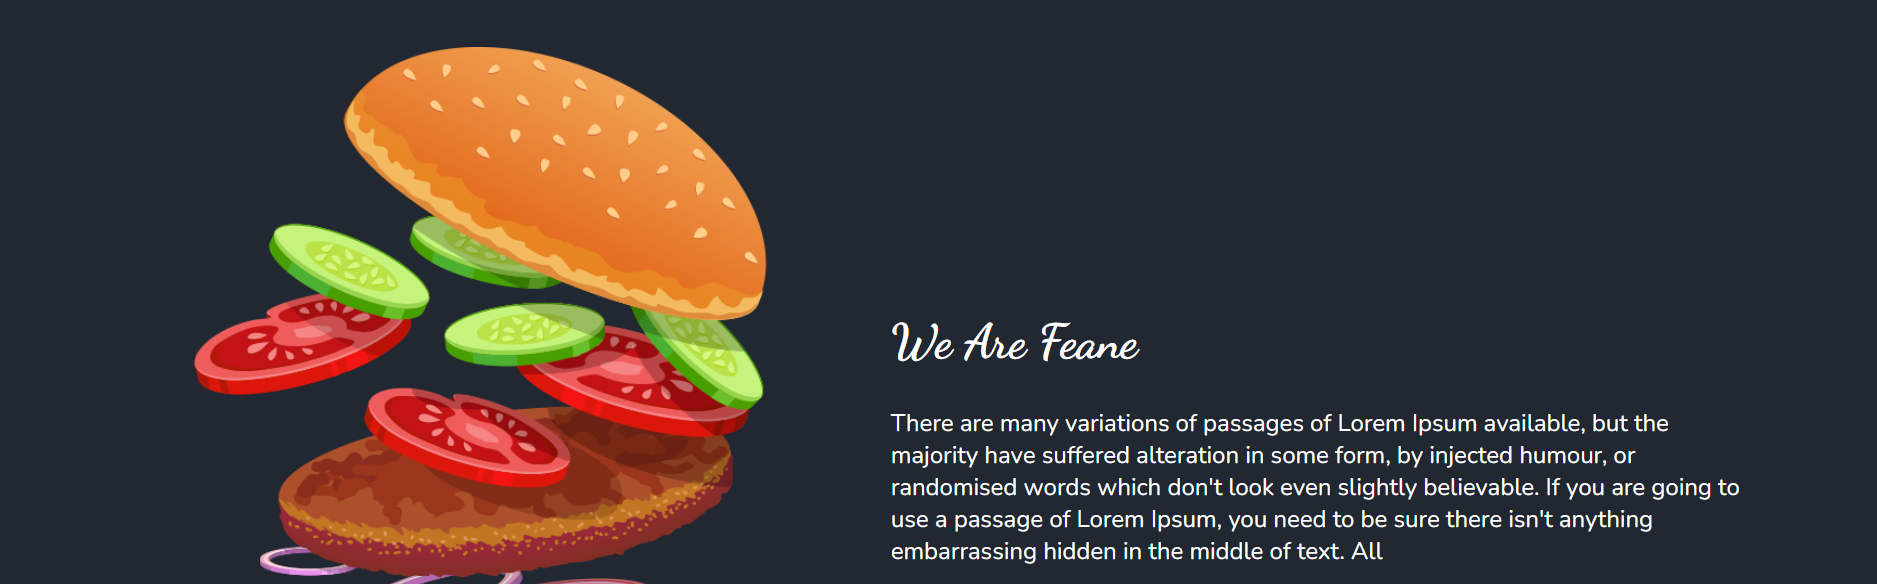 We Are Feane
There are many variations of passages of Lorem Ipsum available, but the
majority have suffered alteration in some form, by injected humour, or
randomised words which don't look even slightly believable. If you are going to
use a passage of Lorem Ipsum, you need to be sure there isn't anything
embarrassing hidden in the middle of text. All